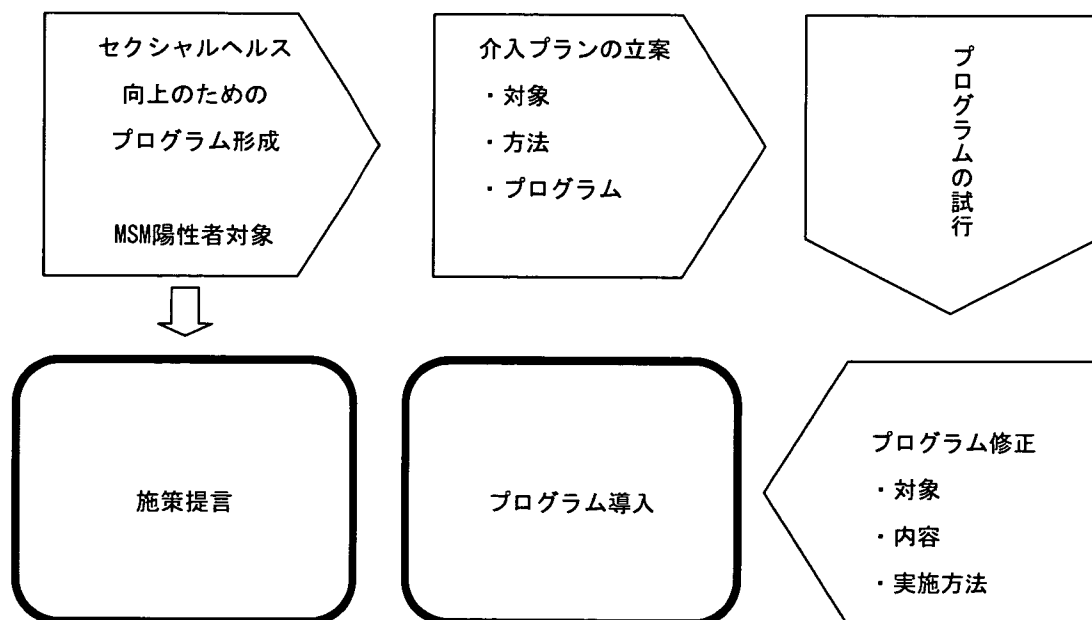 セクシャルヘルス
向上のための
プログラム形成
MSM陽性者対象
介入プランの立案
・対象
・方法
・プログラム
プログラムの試行
プログラム修正
・対象
・内容
・実施方法
プログラム導入
施策提言